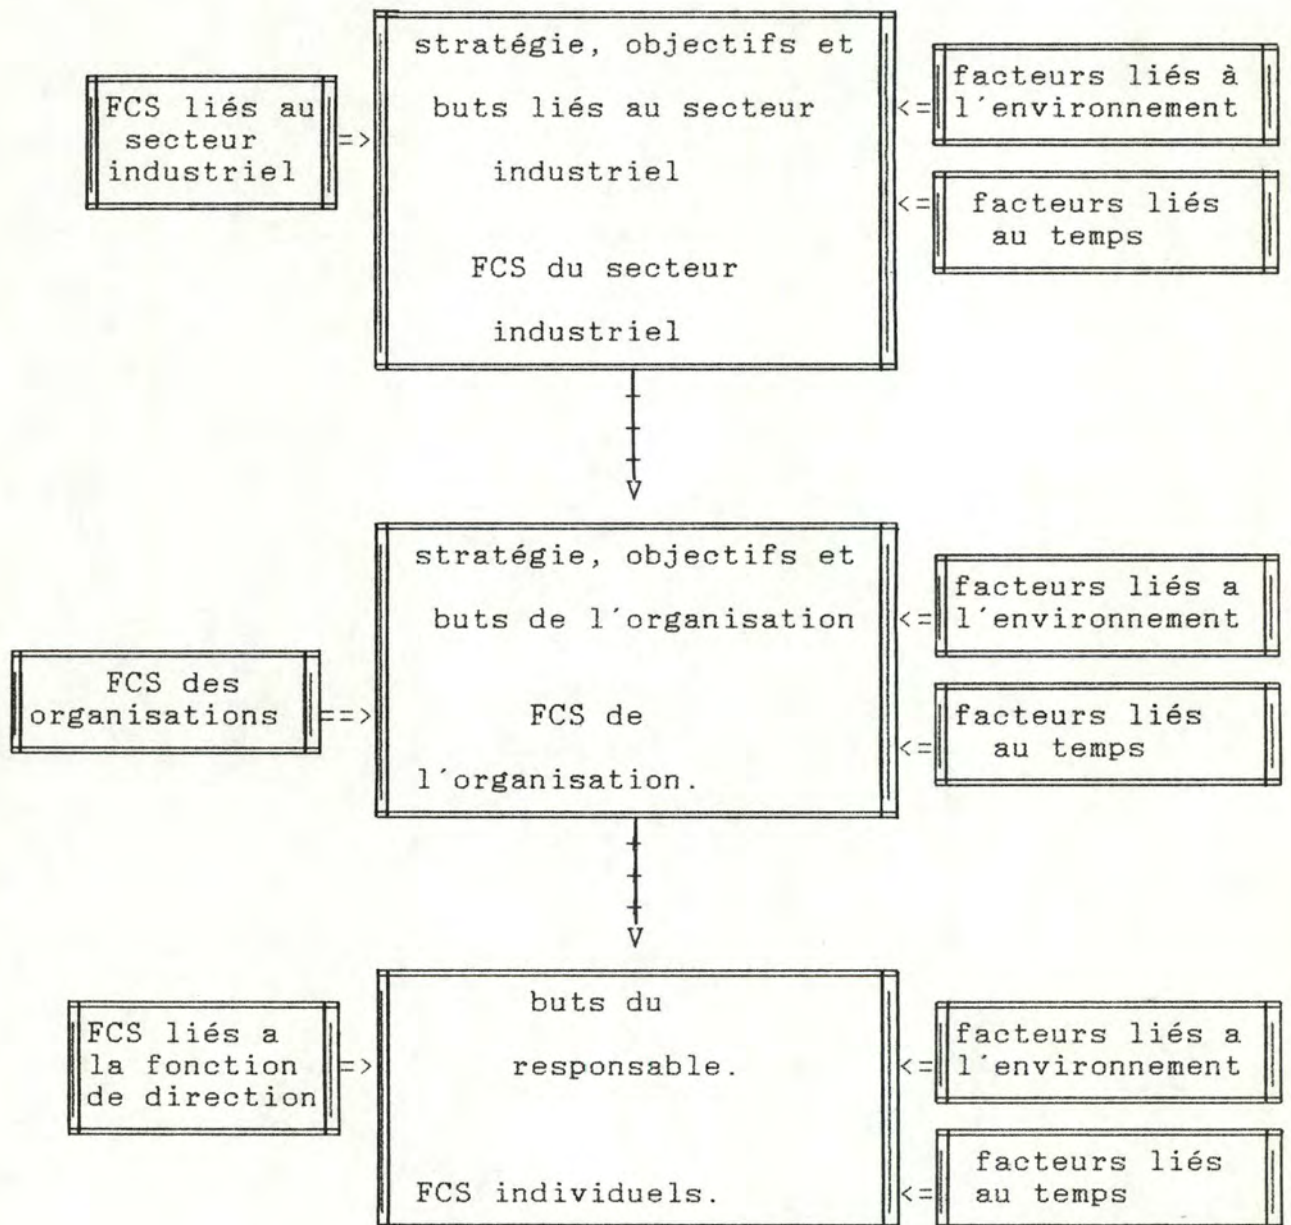 stratégie, objectifs et
buts liés au secteur
industriel
FCS du secteur
industriel
FCS liés au
secteur
industriel
=>
<=
facteurs liés à
l´environnement
<=
facteurs liés
au temps
V
stratégie, objectifs et
buts de l´organisation
FCS de
l´organisation.
FCS des
organisations
==>
<=
facteurs liés a
l´environnement
<=
facteurs liés
au temps
V
buts du
responsable.
FCS individuels.
FCS liés a
la fonction
de direction
=>
<=
facteurs liés a
l´environnement
<=
facteurs liés
au temps